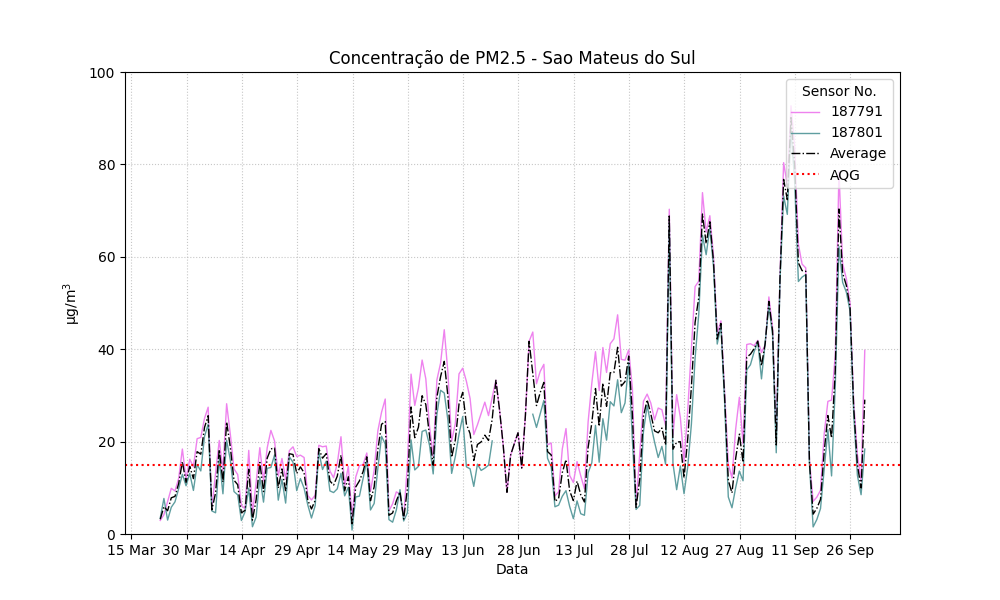 Concentração de PM2.5 - Sao Mateus do Sul
100
80
60
40
20
0
µg/m³
Sensor No.
187791
187801
Average
AQG
15 Mar 30 Mar 14 Apr 29 Apr 14 May 29 May 13 Jun 28 Jun 13 Jul 28 Jul 12 Aug 27 Aug 11 Sep 26 Sep
Data